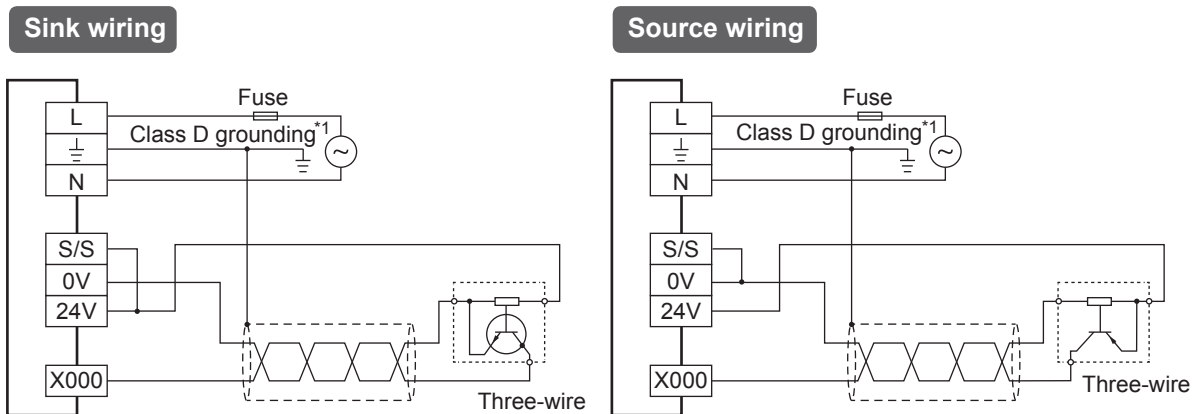 Sink wiring
L
Fuse
Class D grounding*1
N
S/S
0V
24V
X000
Three-wire
Source wiring
L
Fuse
Class D grounding*1
N
S/S
0V
24V
X000
Three-wire